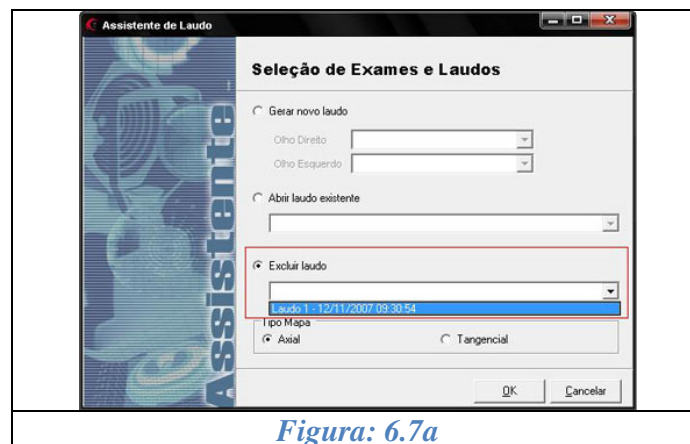 Assistente de Laudo
Assistente
Seleção de Exames e Laudos
Gerar novo laudo
Olho Direito
Olho Esquerdo
Abrir laudo existente
Excluir laudo
Laudo 1 - 12/11/2007 09:30:54
Tipo Mapa
Axial
Tangencial
OK
Cancelar
Figura: 6.7a